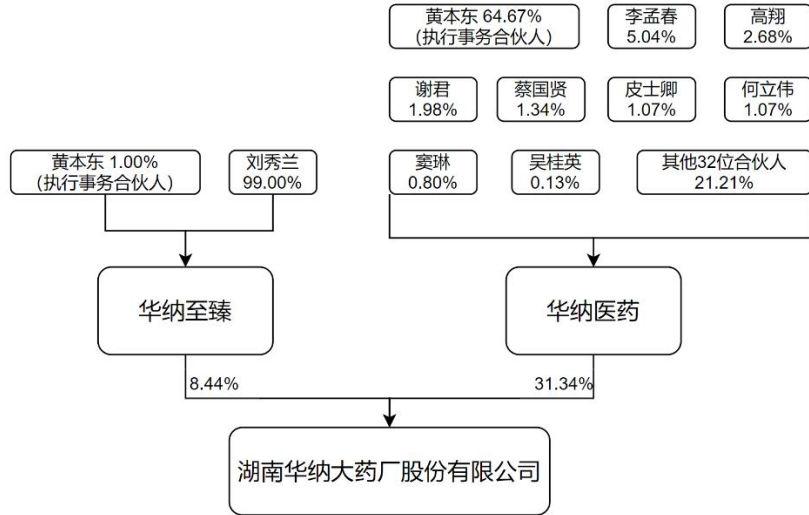 黄本东 64.67%
(执行事务合伙人)
李孟春
5.04%
高翔
2.68%
谢君
1.98%
蔡国贤
1.34%
皮士卿
1.07%
何立伟
1.07%
黄本东 1.00%
(执行事务合伙人)
刘秀兰
99.00%
窦琳
0.80%
吴桂英
0.13%
其他32位合伙人
21.21%
华纳至臻
华纳医药
8.44%
31.34%
湖南华纳大药厂股份有限公司